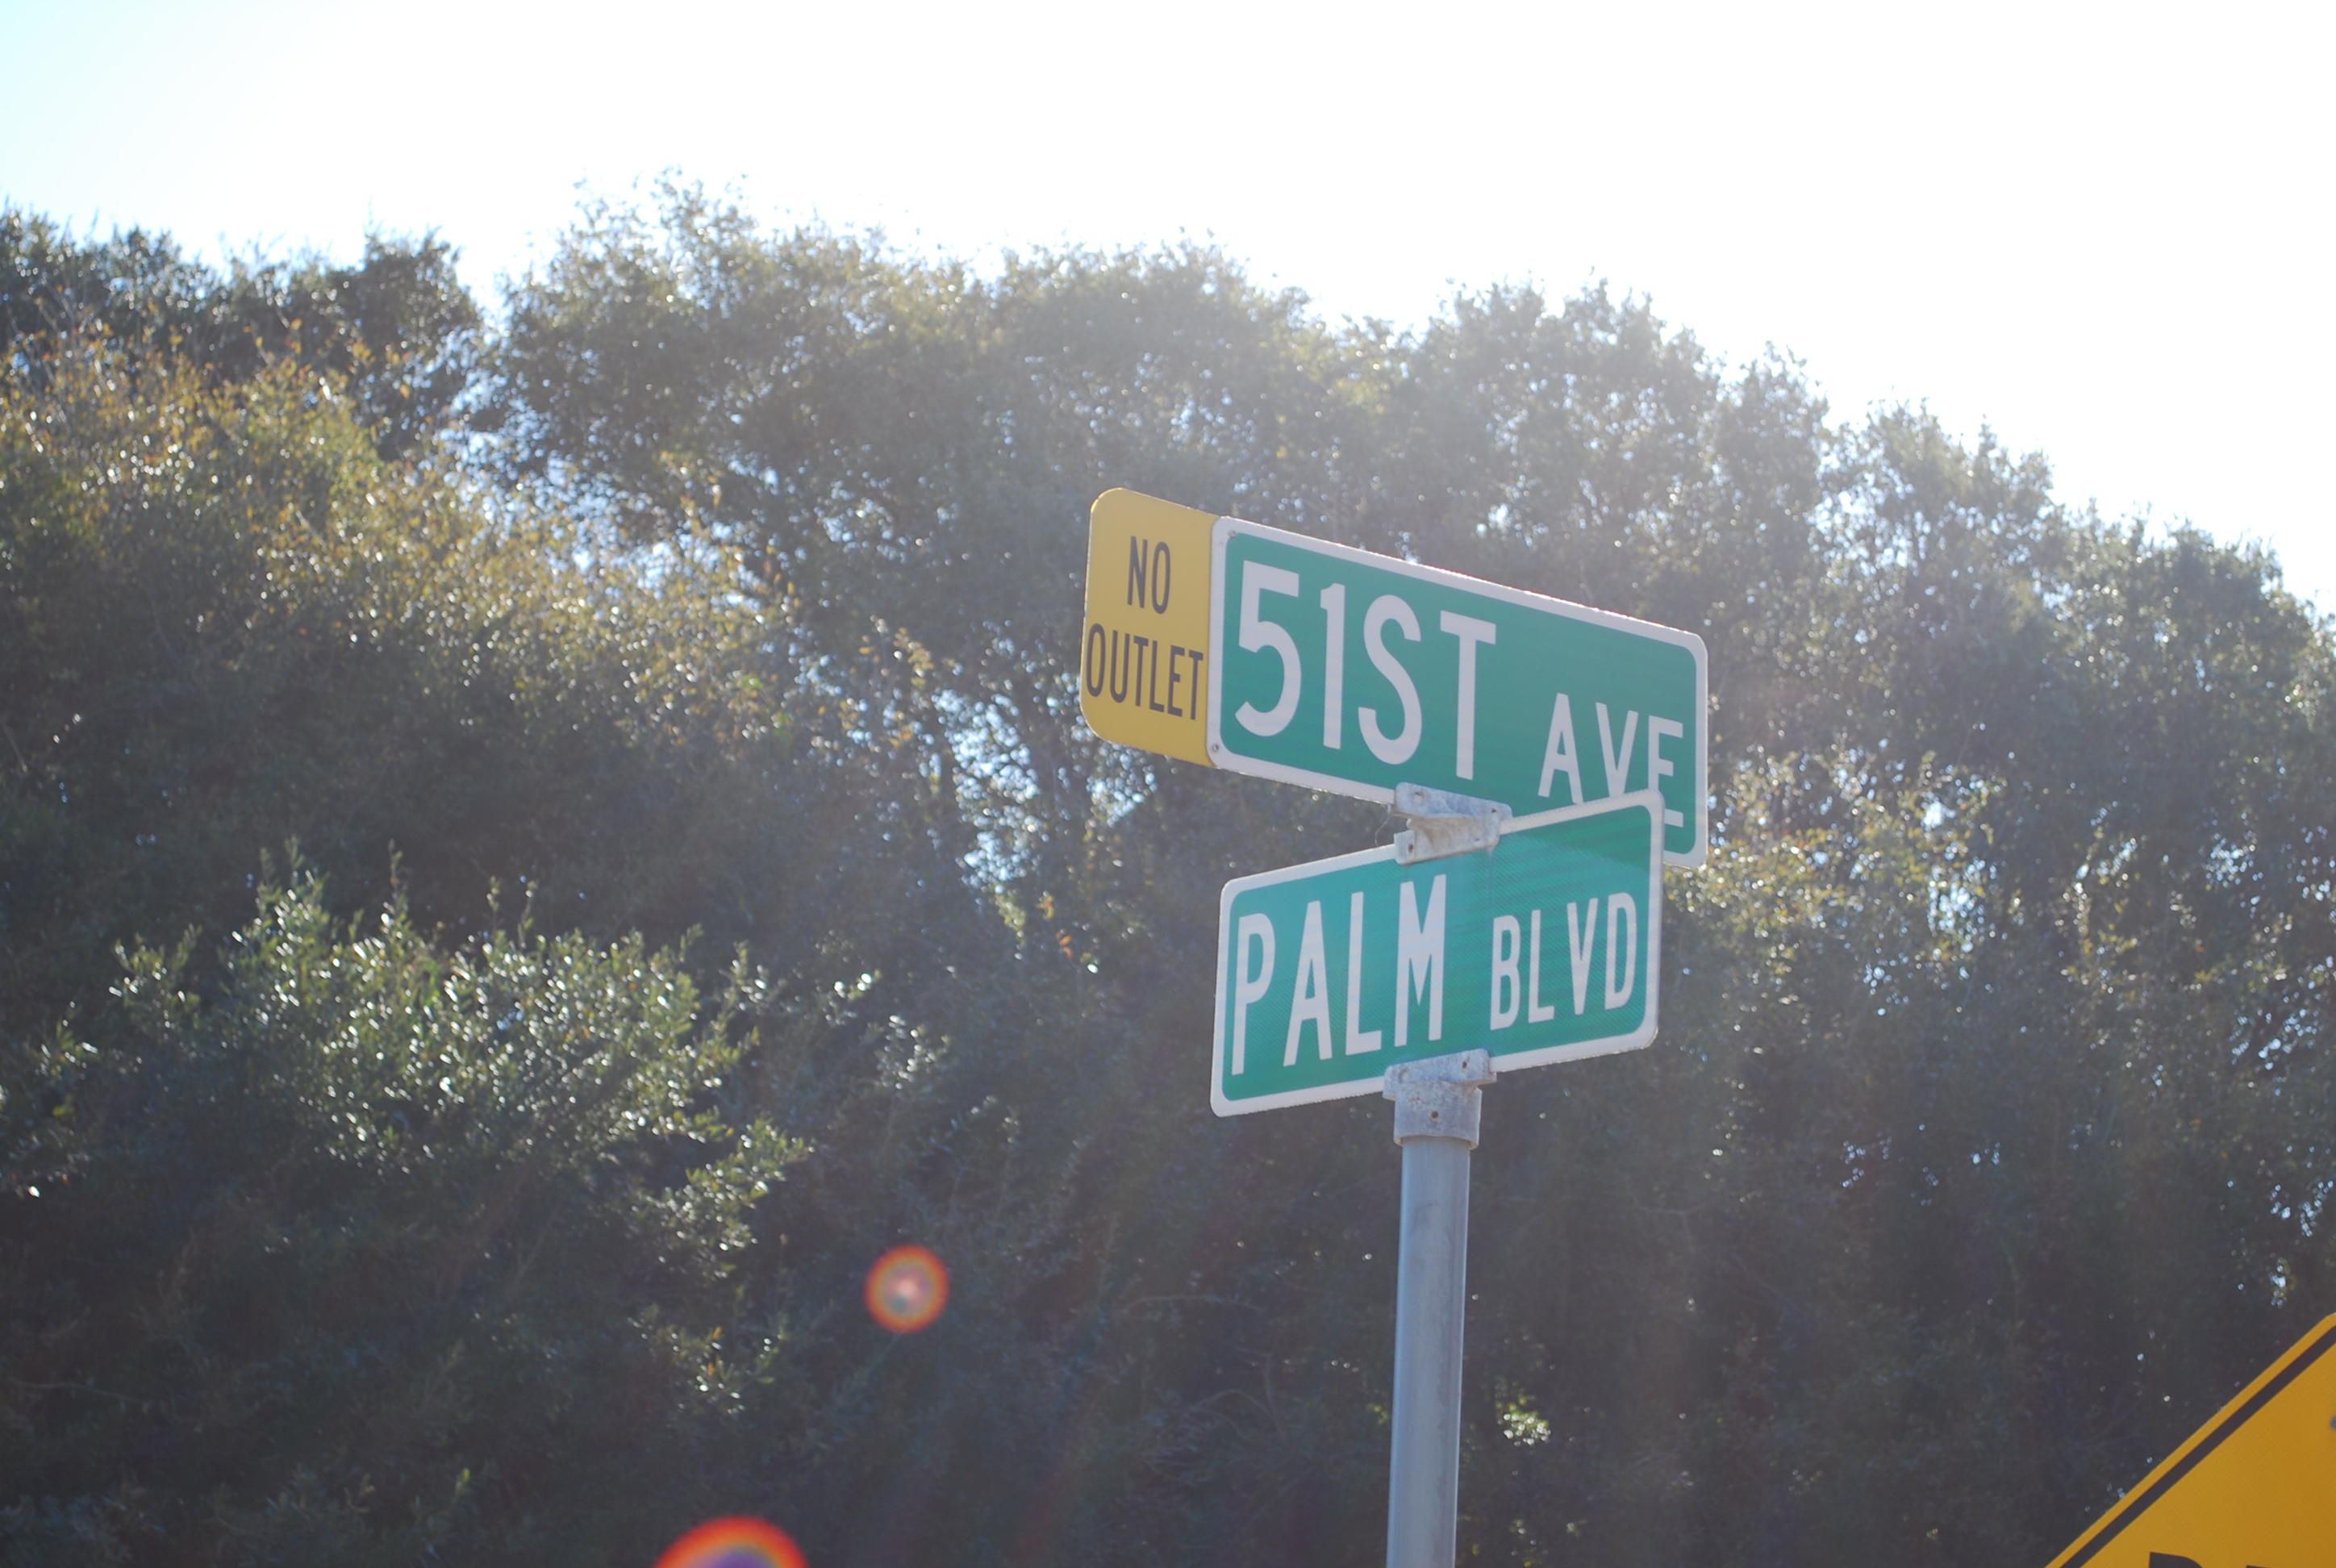 NO
OUTLET
51ST AVE
PALM BLVD